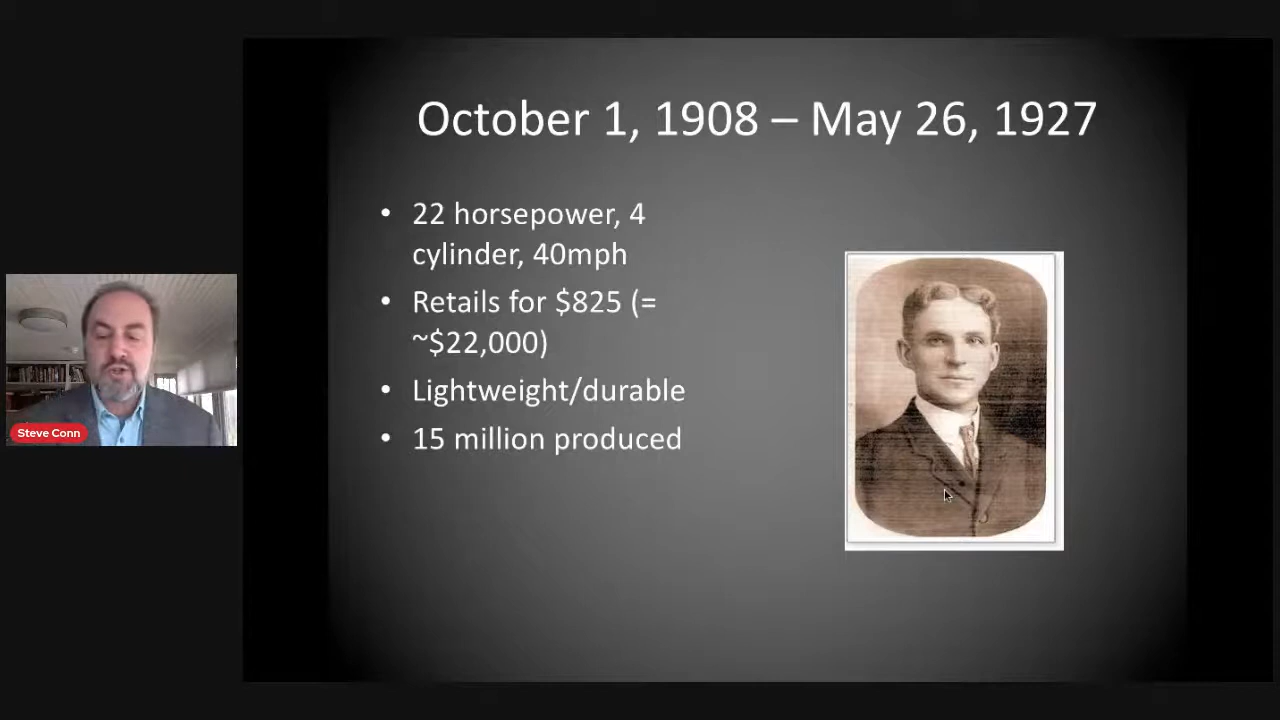 October 1, 1908 – May 26, 1927
• 22 horsepower, 4
cylinder, 40mph
• Retails for $825 (=
~$22,000)
• Lightweight/durable
• 15 million produced
Steve Conn